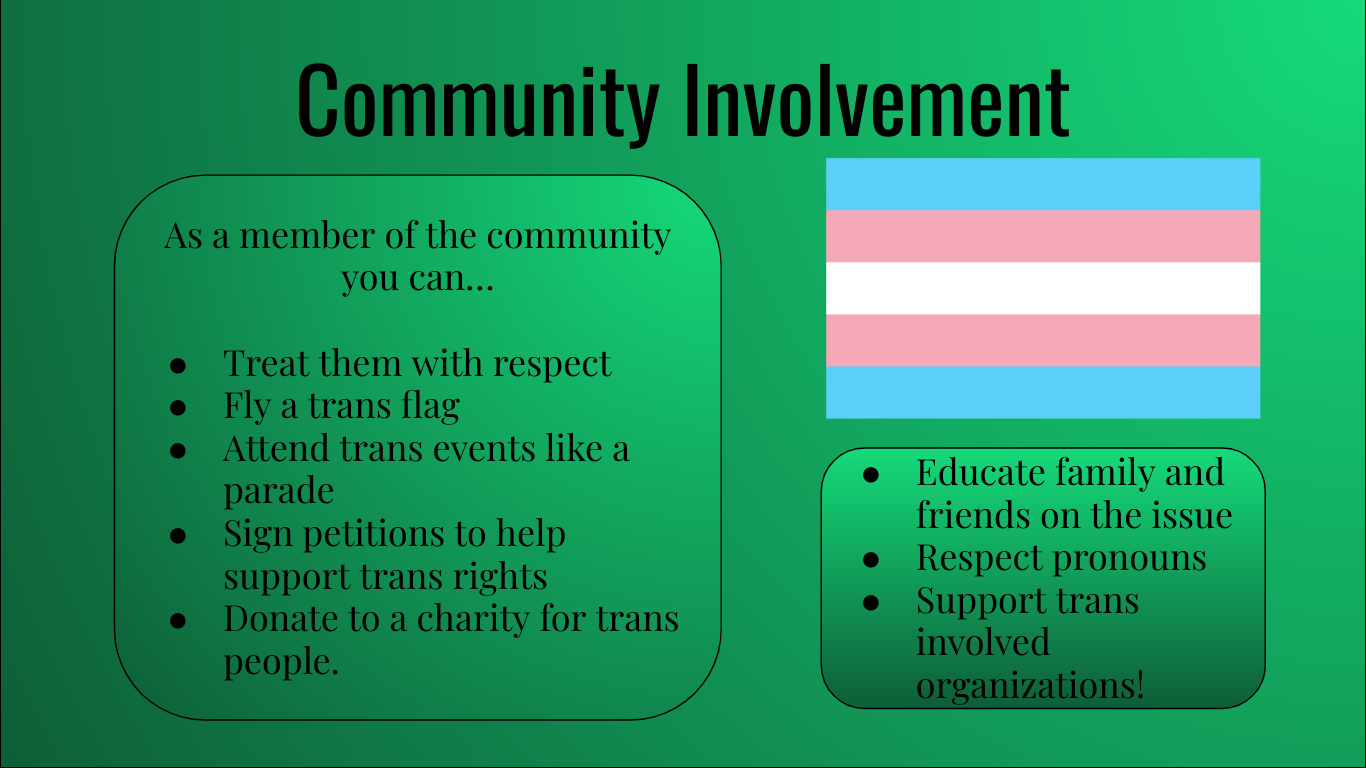 Community Involvement
As a member of the community
you can...
● Treat them with respect
● Fly a trans flag
● Attend trans events like a
parade
● Sign petitions to help
support trans rights
● Donate to a charity for trans
people.
● Educate family and
friends on the issue
● Respect pronouns
● Support trans
involved
organizations!